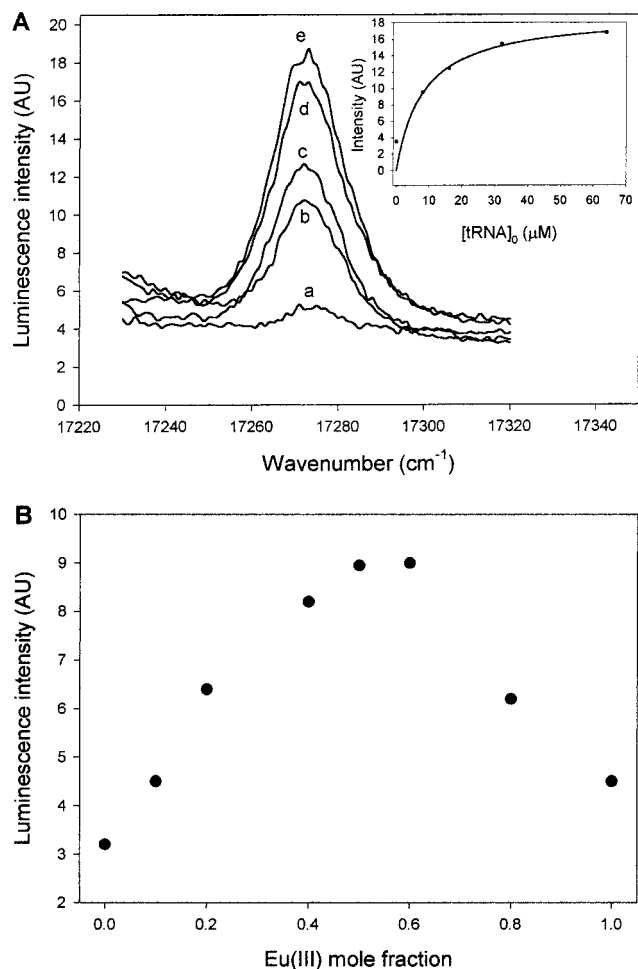 A
Luminescence intensity (AU)
20
18
16
14
12
10
8
6
4
2
0
e
d
c
b
a
17220 17240 17260 17280 17300 17320 17340
Wavenumber (cm⁻¹)
Intensity (AU)
18
16
14
12
10
8
6
4
2
0
0 10 20 30 40 50 60 70
[tRNA]₀ (μM)
B
Luminescence intensity (AU)
10
9
8
7
6
5
4
3
2
0.0 0.2 0.4 0.6 0.8 1.0
Eu(III) mole fraction